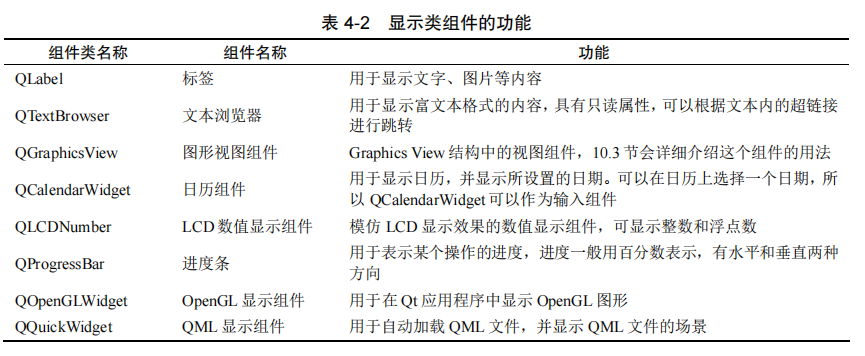 表 4-2 显示类组件的功能
组件类名称 组件名称 功能
QLabel 标签 用于显示文字、图片等内容
QTextBrowser 文本浏览器 用于显示富文本格式的内容，具有只读属性，可以根据文本内的超链接
进行跳转
QGraphicsView 图形视图组件 Graphics View 结构中的视图组件，10.3 节会详细介绍这个组件的用法
QCalendarWidget 日历组件 用于显示日历，并显示所设置的日期。可以在日历上选择一个日期，所
以 QCalendarWidget 可以作为输入组件
QLCDNumber LCD 数值显示组件 模仿 LCD 显示效果的数值显示组件，可显示整数和浮点数
QProgressBar 进度条 用于表示某个操作的进度，进度一般用百分数表示，有水平和垂直两种
方向
QOpenGLWidget OpenGL 显示组件 用于在 Qt 应用程序中显示 OpenGL 图形
QQuickWidget QML 显示组件 用于自动加载 QML 文件，并显示 QML 文件的场景